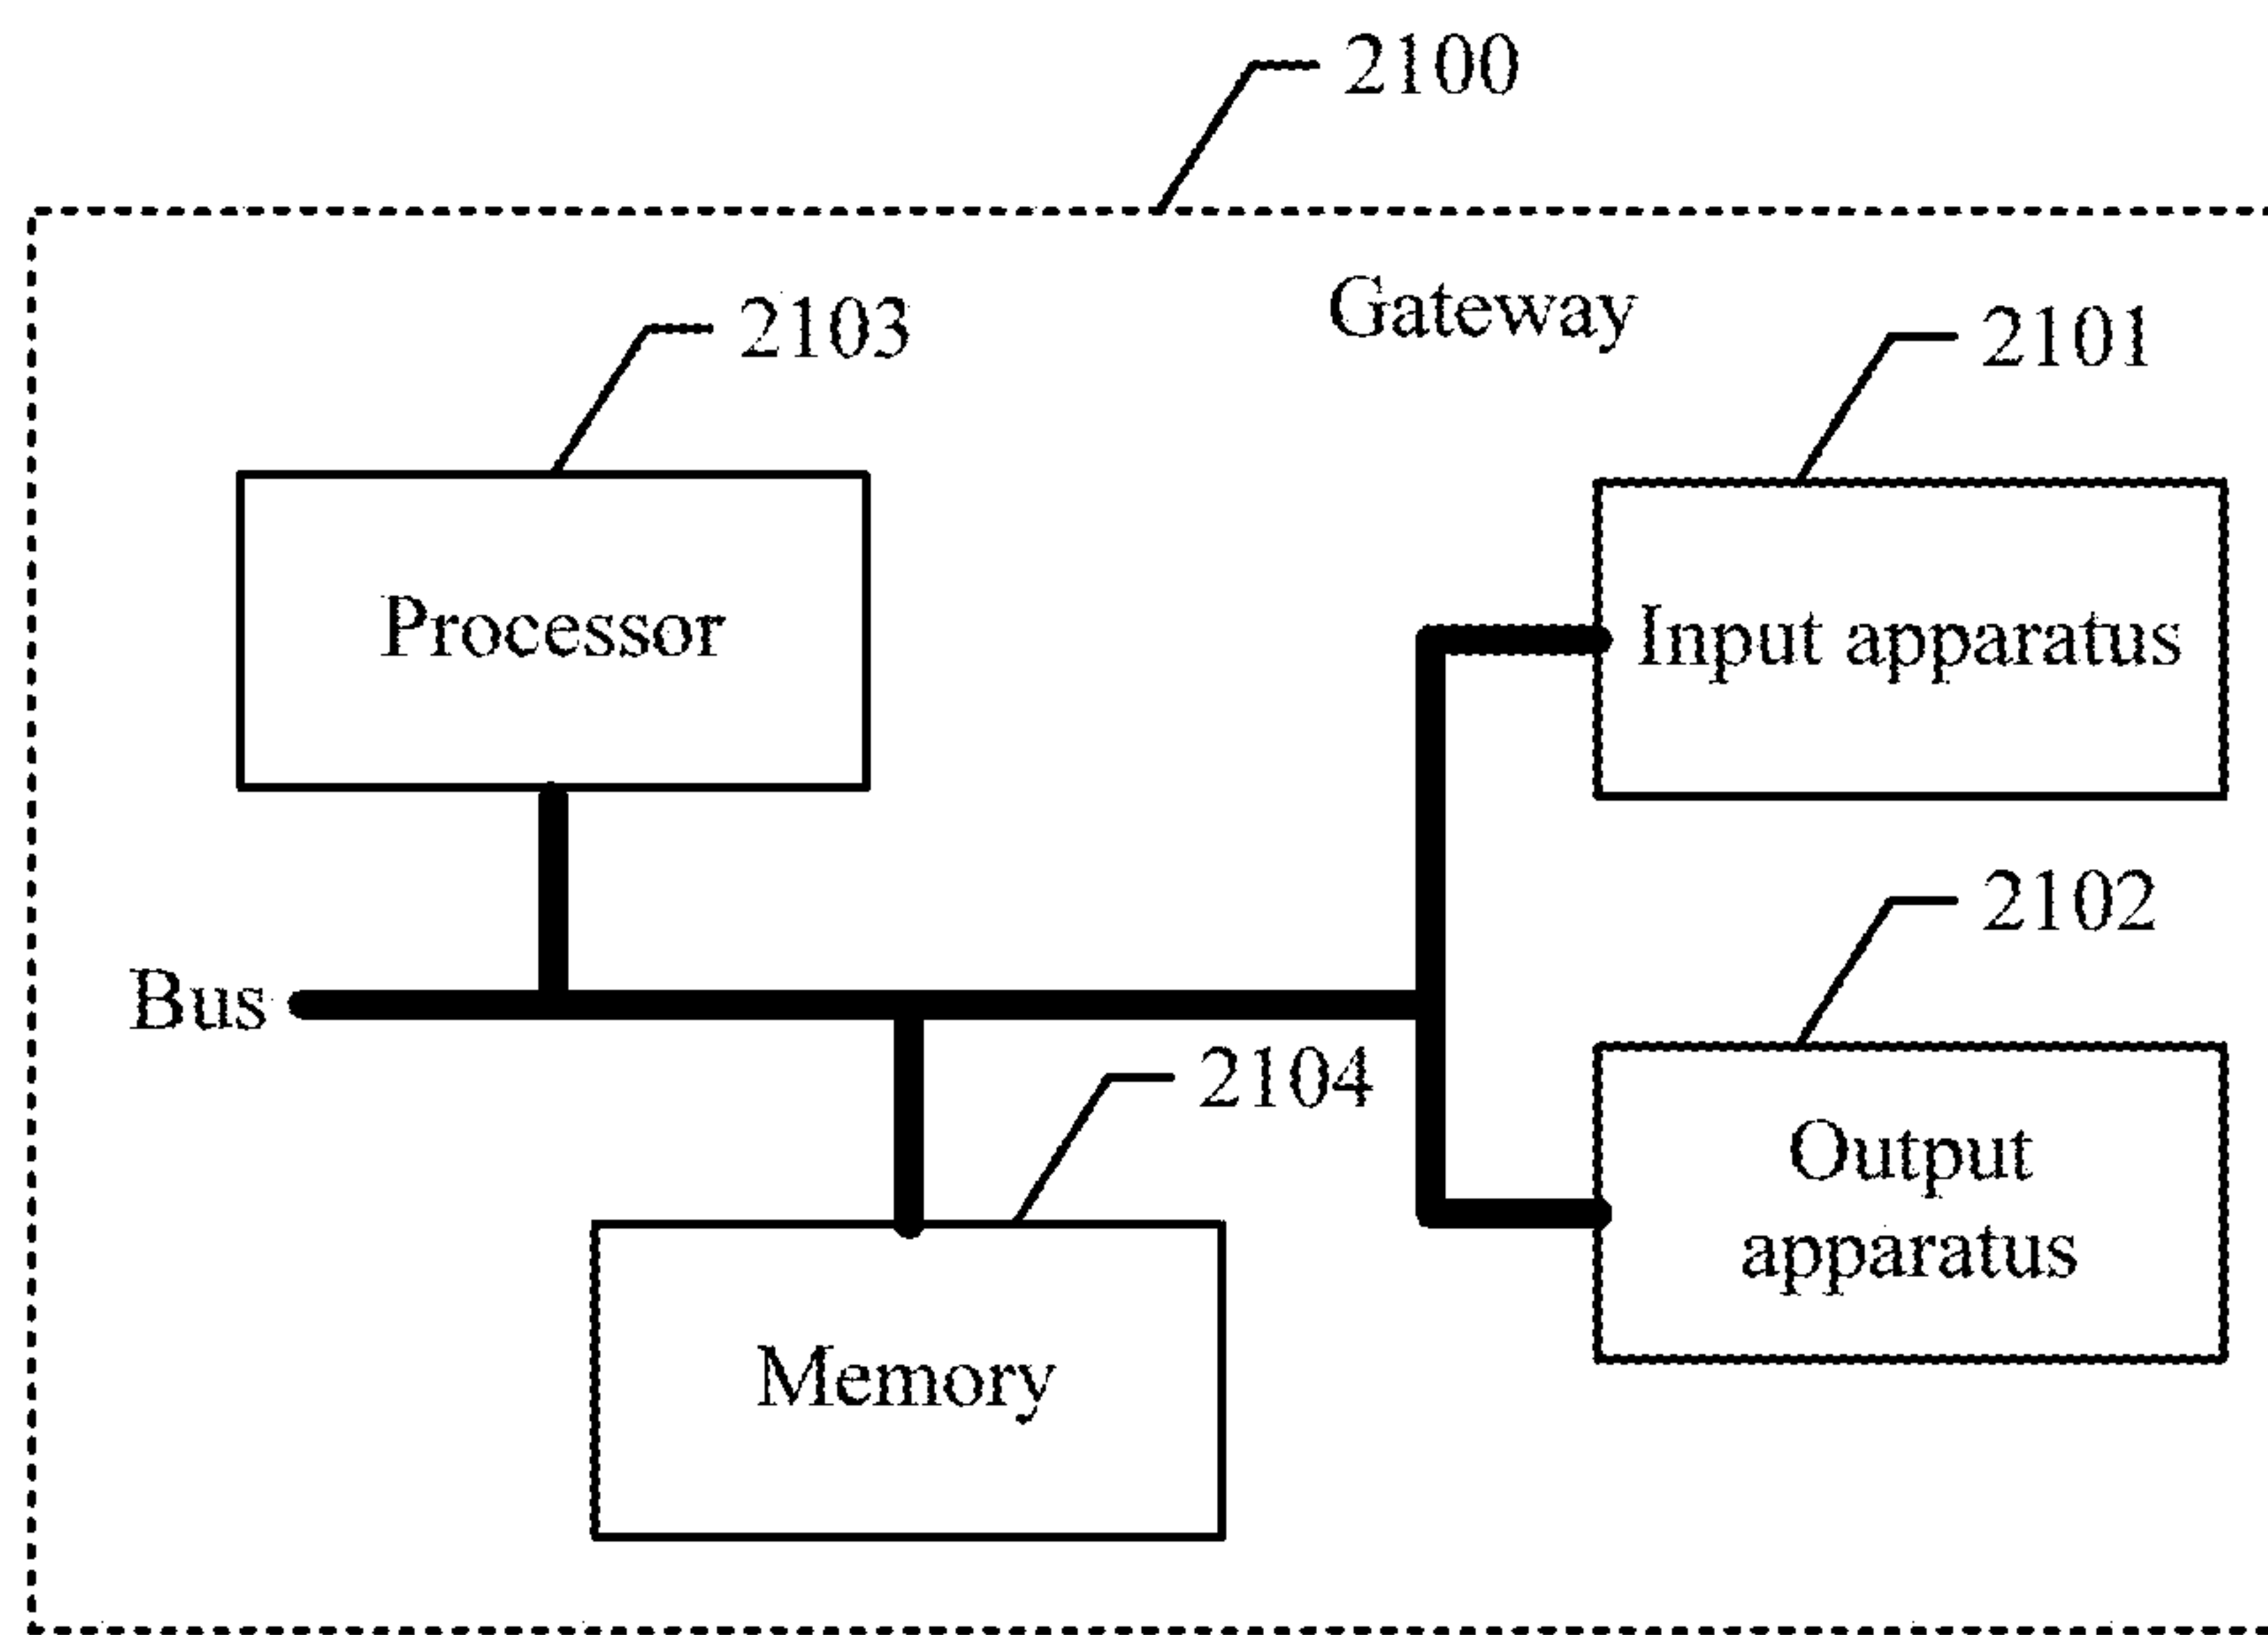 2100
Gateway
2103
2101
Processor
Input apparatus
2102
Bus
2104
Output
apparatus
Memory